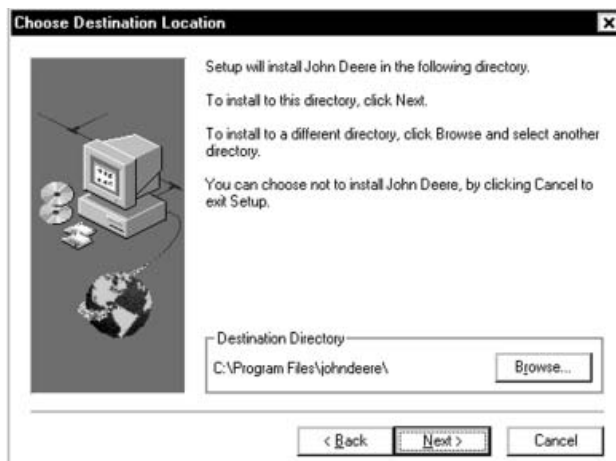 Choose Destination Location
Setup will install John Deere in the following directory.
To install to this directory, click Next.
To install to a different directory, click Browse and select another
directory.
You can choose not to install John Deere, by clicking Cancel to
exit Setup.
Destination Directory
C:\Program Files\johndeere\
Browse...
< Back
Next >
Cancel